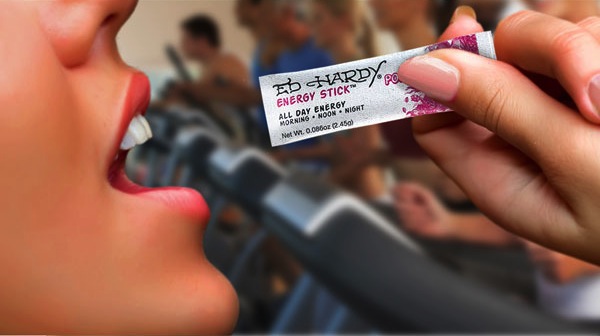 ED HARDY®
ENERGY STICK™
ALL DAY ENERGY
MORNING • NOON • NIGHT
Net Wt. 0.086oz (2.45g)